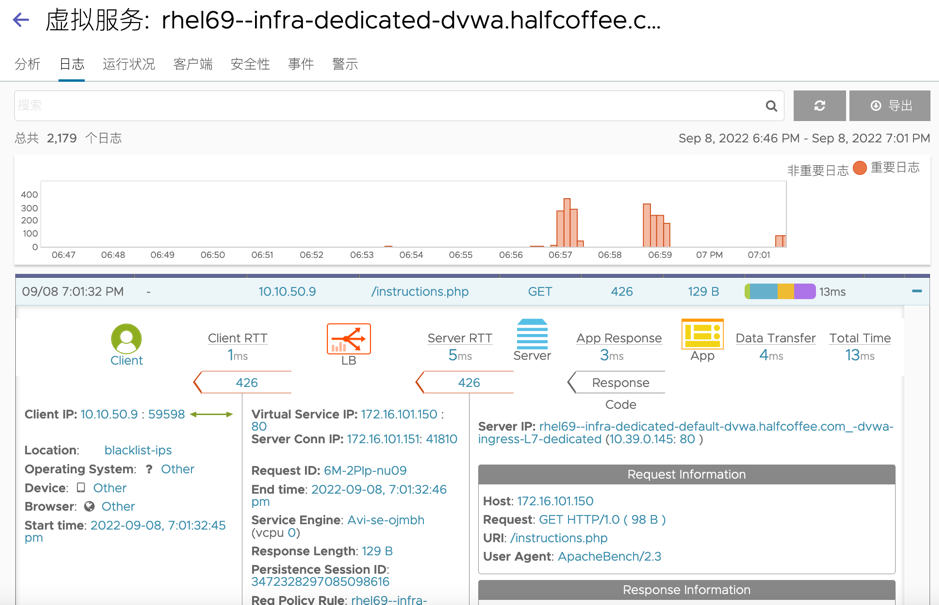 虚拟服务: rhel69--infra-dedicated-dvwa.halfcoffee.c...
分析 日志 运行状况 客户端 安全性 事件 警示
搜索
导出
总共 2,179 个日志
Sep 8, 2022 6:46 PM - Sep 8, 2022 7:01 PM
非重要日志 重要日志
400
300
200
100
0
06:47 06:48 06:49 06:50 06:51 06:52 06:53 06:54 06:55 06:56 06:57 06:58 06:59 07 PM 07:01
09/08 7:01:32 PM - 10.10.50.9 /instructions.php GET 426 129 B 13ms
Client
Client RTT
1ms
LB
Server RTT
5ms
Server
App Response
3ms
App
Data Transfer
4ms
Total Time
13ms
426
426
Response
Code
Client IP: 10.10.50.9 : 59598
Location: blacklist-ips
Operating System: ? Other
Device: Other
Browser: Other
Start time: 2022-09-08, 7:01:32:45
pm
Virtual Service IP: 172.16.101.150 :
80
Server Conn IP: 172.16.101.151: 41810
Request ID: 6M-2PIp-nu09
End time: 2022-09-08, 7:01:32:46
pm
Service Engine: Avi-se-ojmbh
(vcpu 0)
Response Length: 129 B
Persistence Session ID:
3472328297085098616
Req Policy Rule: rhel69--infra-
Server IP: rhel69--infra-dedicated-default-dvwa.halfcoffee.com_-dvwa-
ingress-L7-dedicated (10.39.0.145: 80 )
Request Information
Host: 172.16.101.150
Request: GET HTTP/1.0 ( 98 B )
URI: /instructions.php
User Agent: ApacheBench/2.3
Response Information